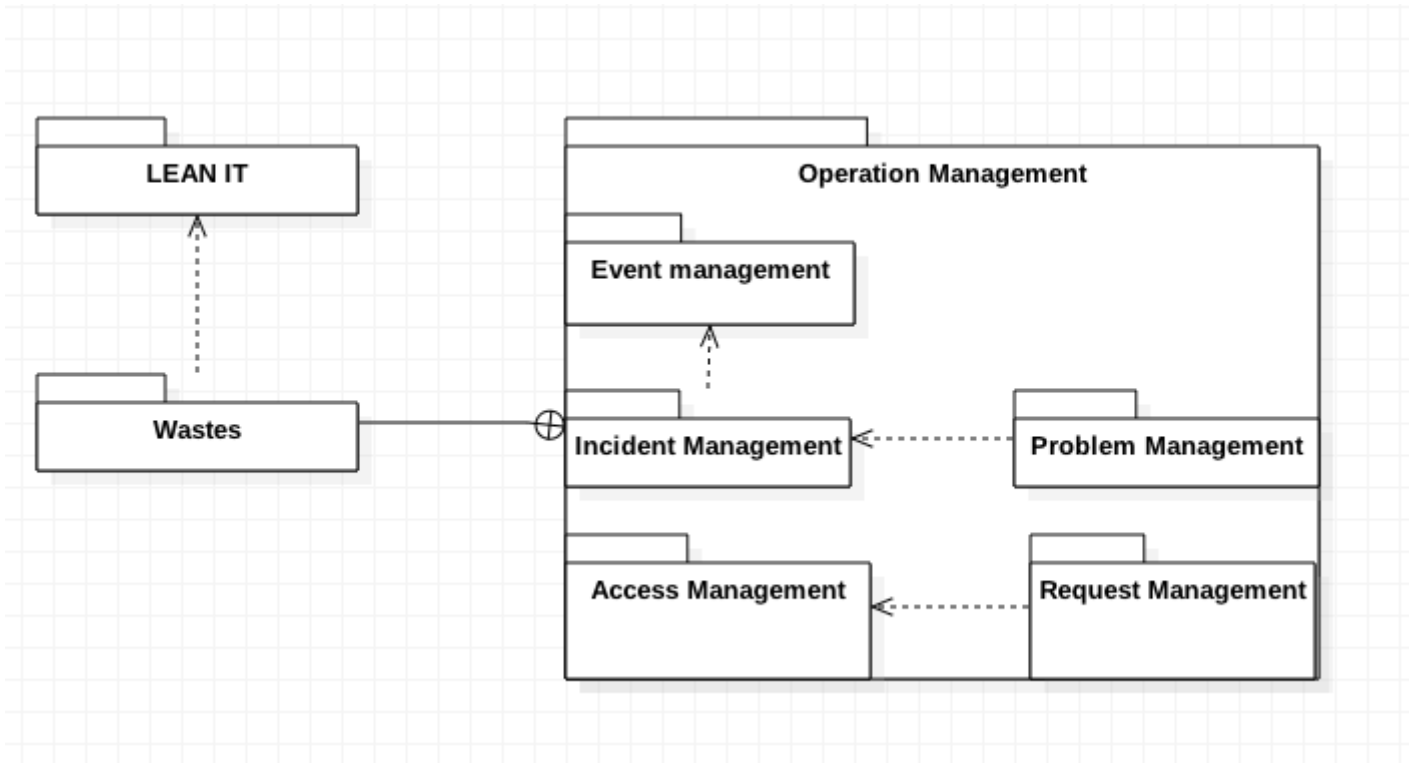 LEAN IT
Operation Management
Event management
Wastes
Incident Management
Problem Management
Access Management
Request Management